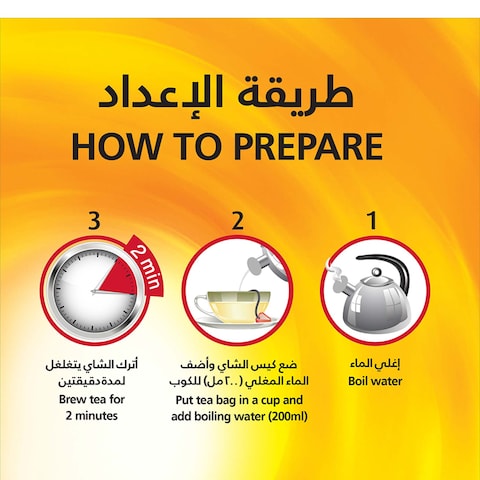 طريقة الإعداد
HOW TO PREPARE
1
إغلي الماء
Boil water
2
ضع كيس الشاي وأضف
الماء المغلي (٢٠٠مل) للكوب
Put tea bag in a cup and
add boiling water (200ml)
3
2 min
أترك الشاي يتغلغل
لمدة دقيقتين
Brew tea for
2 minutes